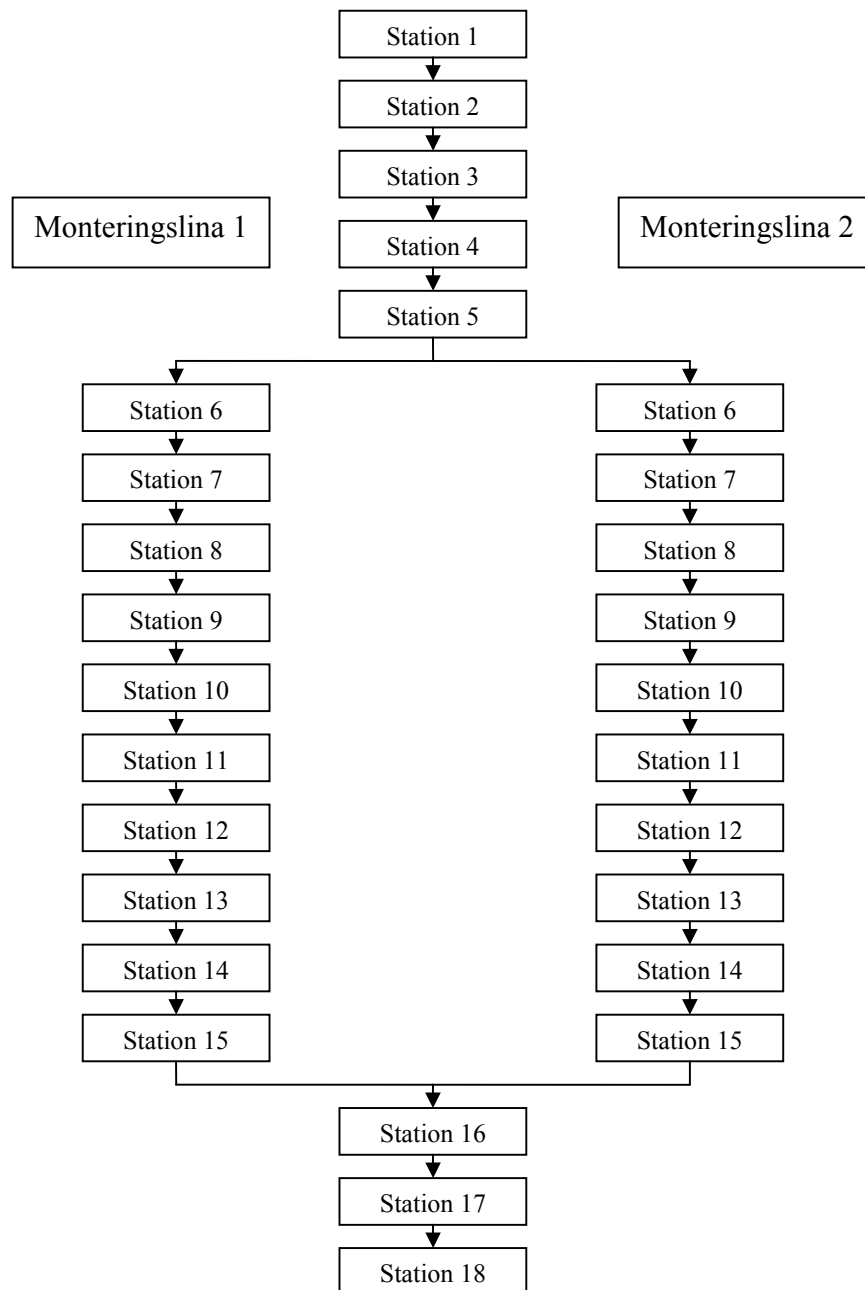 Station 1
Station 2
Station 3
Monteringslina 1
Monteringslina 2
Station 4
Station 5
Station 6
Station 6
Station 7
Station 7
Station 8
Station 8
Station 9
Station 9
Station 10
Station 10
Station 11
Station 11
Station 12
Station 12
Station 13
Station 13
Station 14
Station 14
Station 15
Station 15
Station 16
Station 17
Station 18